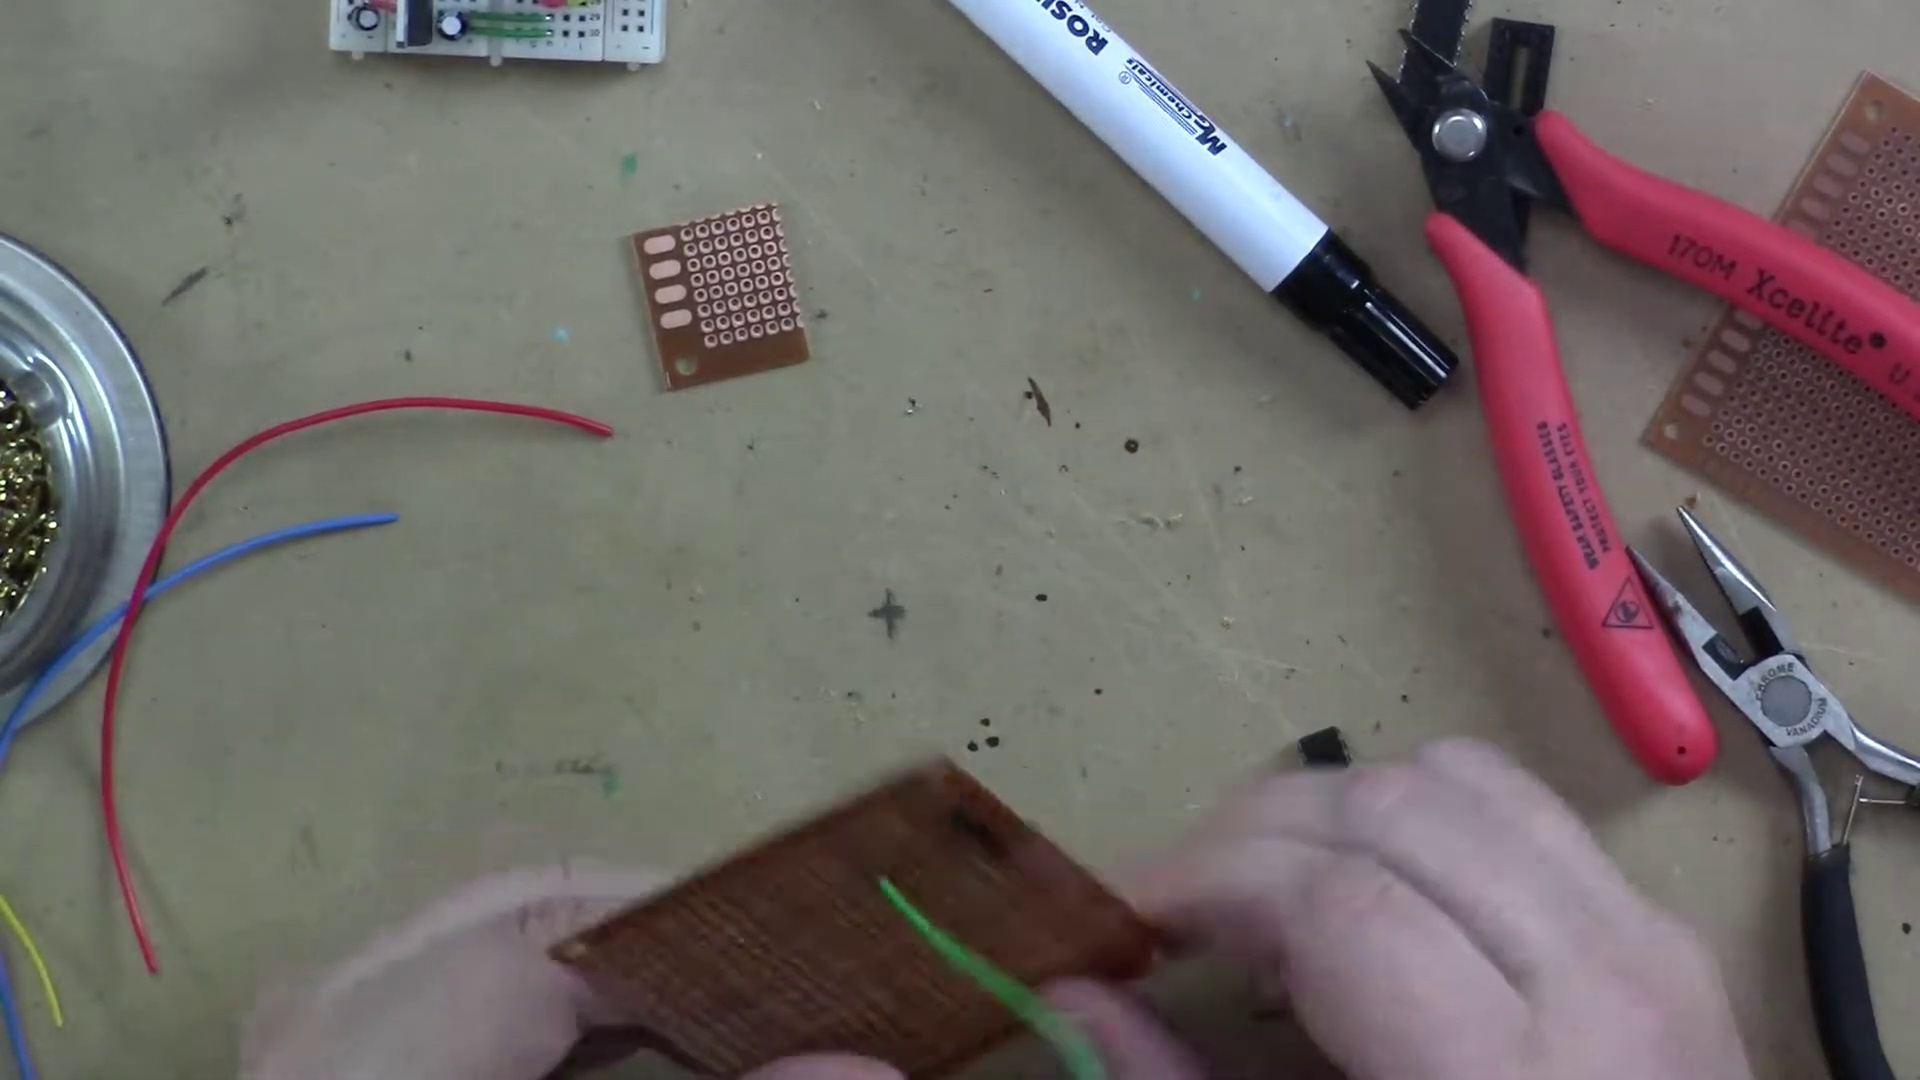 ROSI
MG Chemicals®
170M Xcelite®
WEAR SAFETY GLASSES
PROTECT YOUR EYES
CHROME
VANADIUM